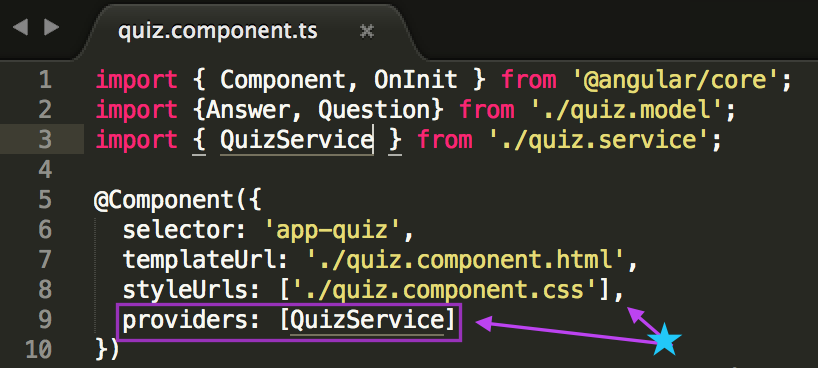 quiz.component.ts ×
1 import { Component, OnInit } from '@angular/core';
2 import {Answer, Question} from './quiz.model';
3 import { QuizService } from './quiz.service';
4
5 @Component({
6   selector: 'app-quiz',
7   templateUrl: './quiz.component.html',
8   styleUrls: ['./quiz.component.css'],
9   providers: [QuizService]
10 })